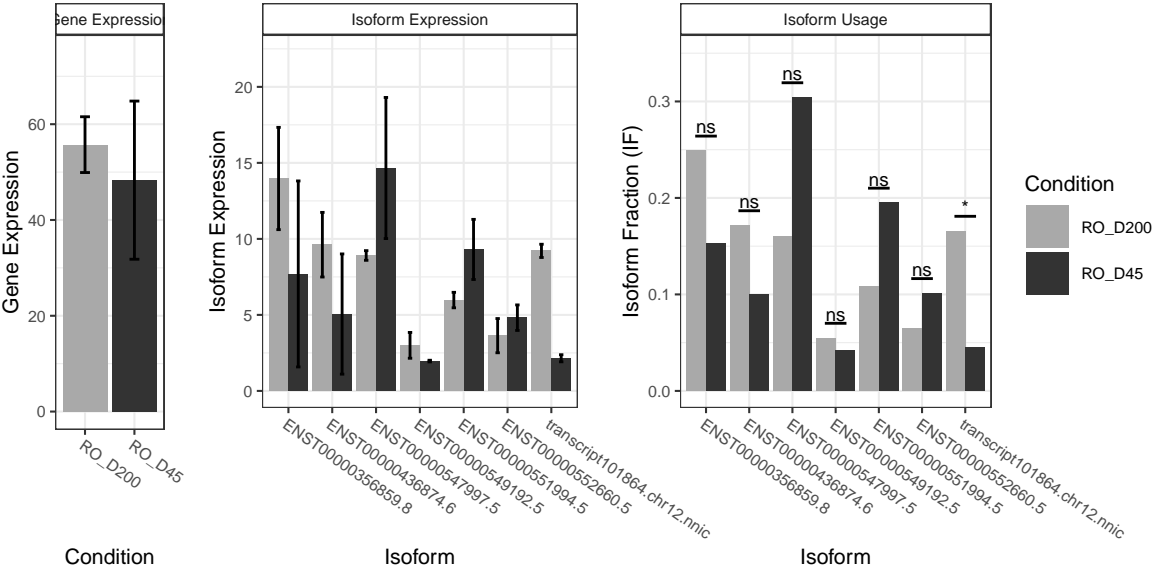 Gene Expression
Isoform Expression
Isoform Usage
Gene Expression
60
40
20
0
RO_D200
RO_D45
Condition
Isoform Expression
20
15
10
5
0
ENST00000356859.8
ENST00000436874.6
ENST00000547997.5
ENST00000549192.5
ENST00000551994.5
ENST00000552660.5
transcript101864.chr12.nnic
Isoform
Isoform Fraction (IF)
0.3
0.2
0.1
0.0
ns
ns
ns
ns
ns
ns
*
ENST00000356859.8
ENST00000436874.6
ENST00000547997.5
ENST00000549192.5
ENST00000551994.5
ENST00000552660.5
transcript101864.chr12.nnic
Isoform
Condition
RO_D200
RO_D45